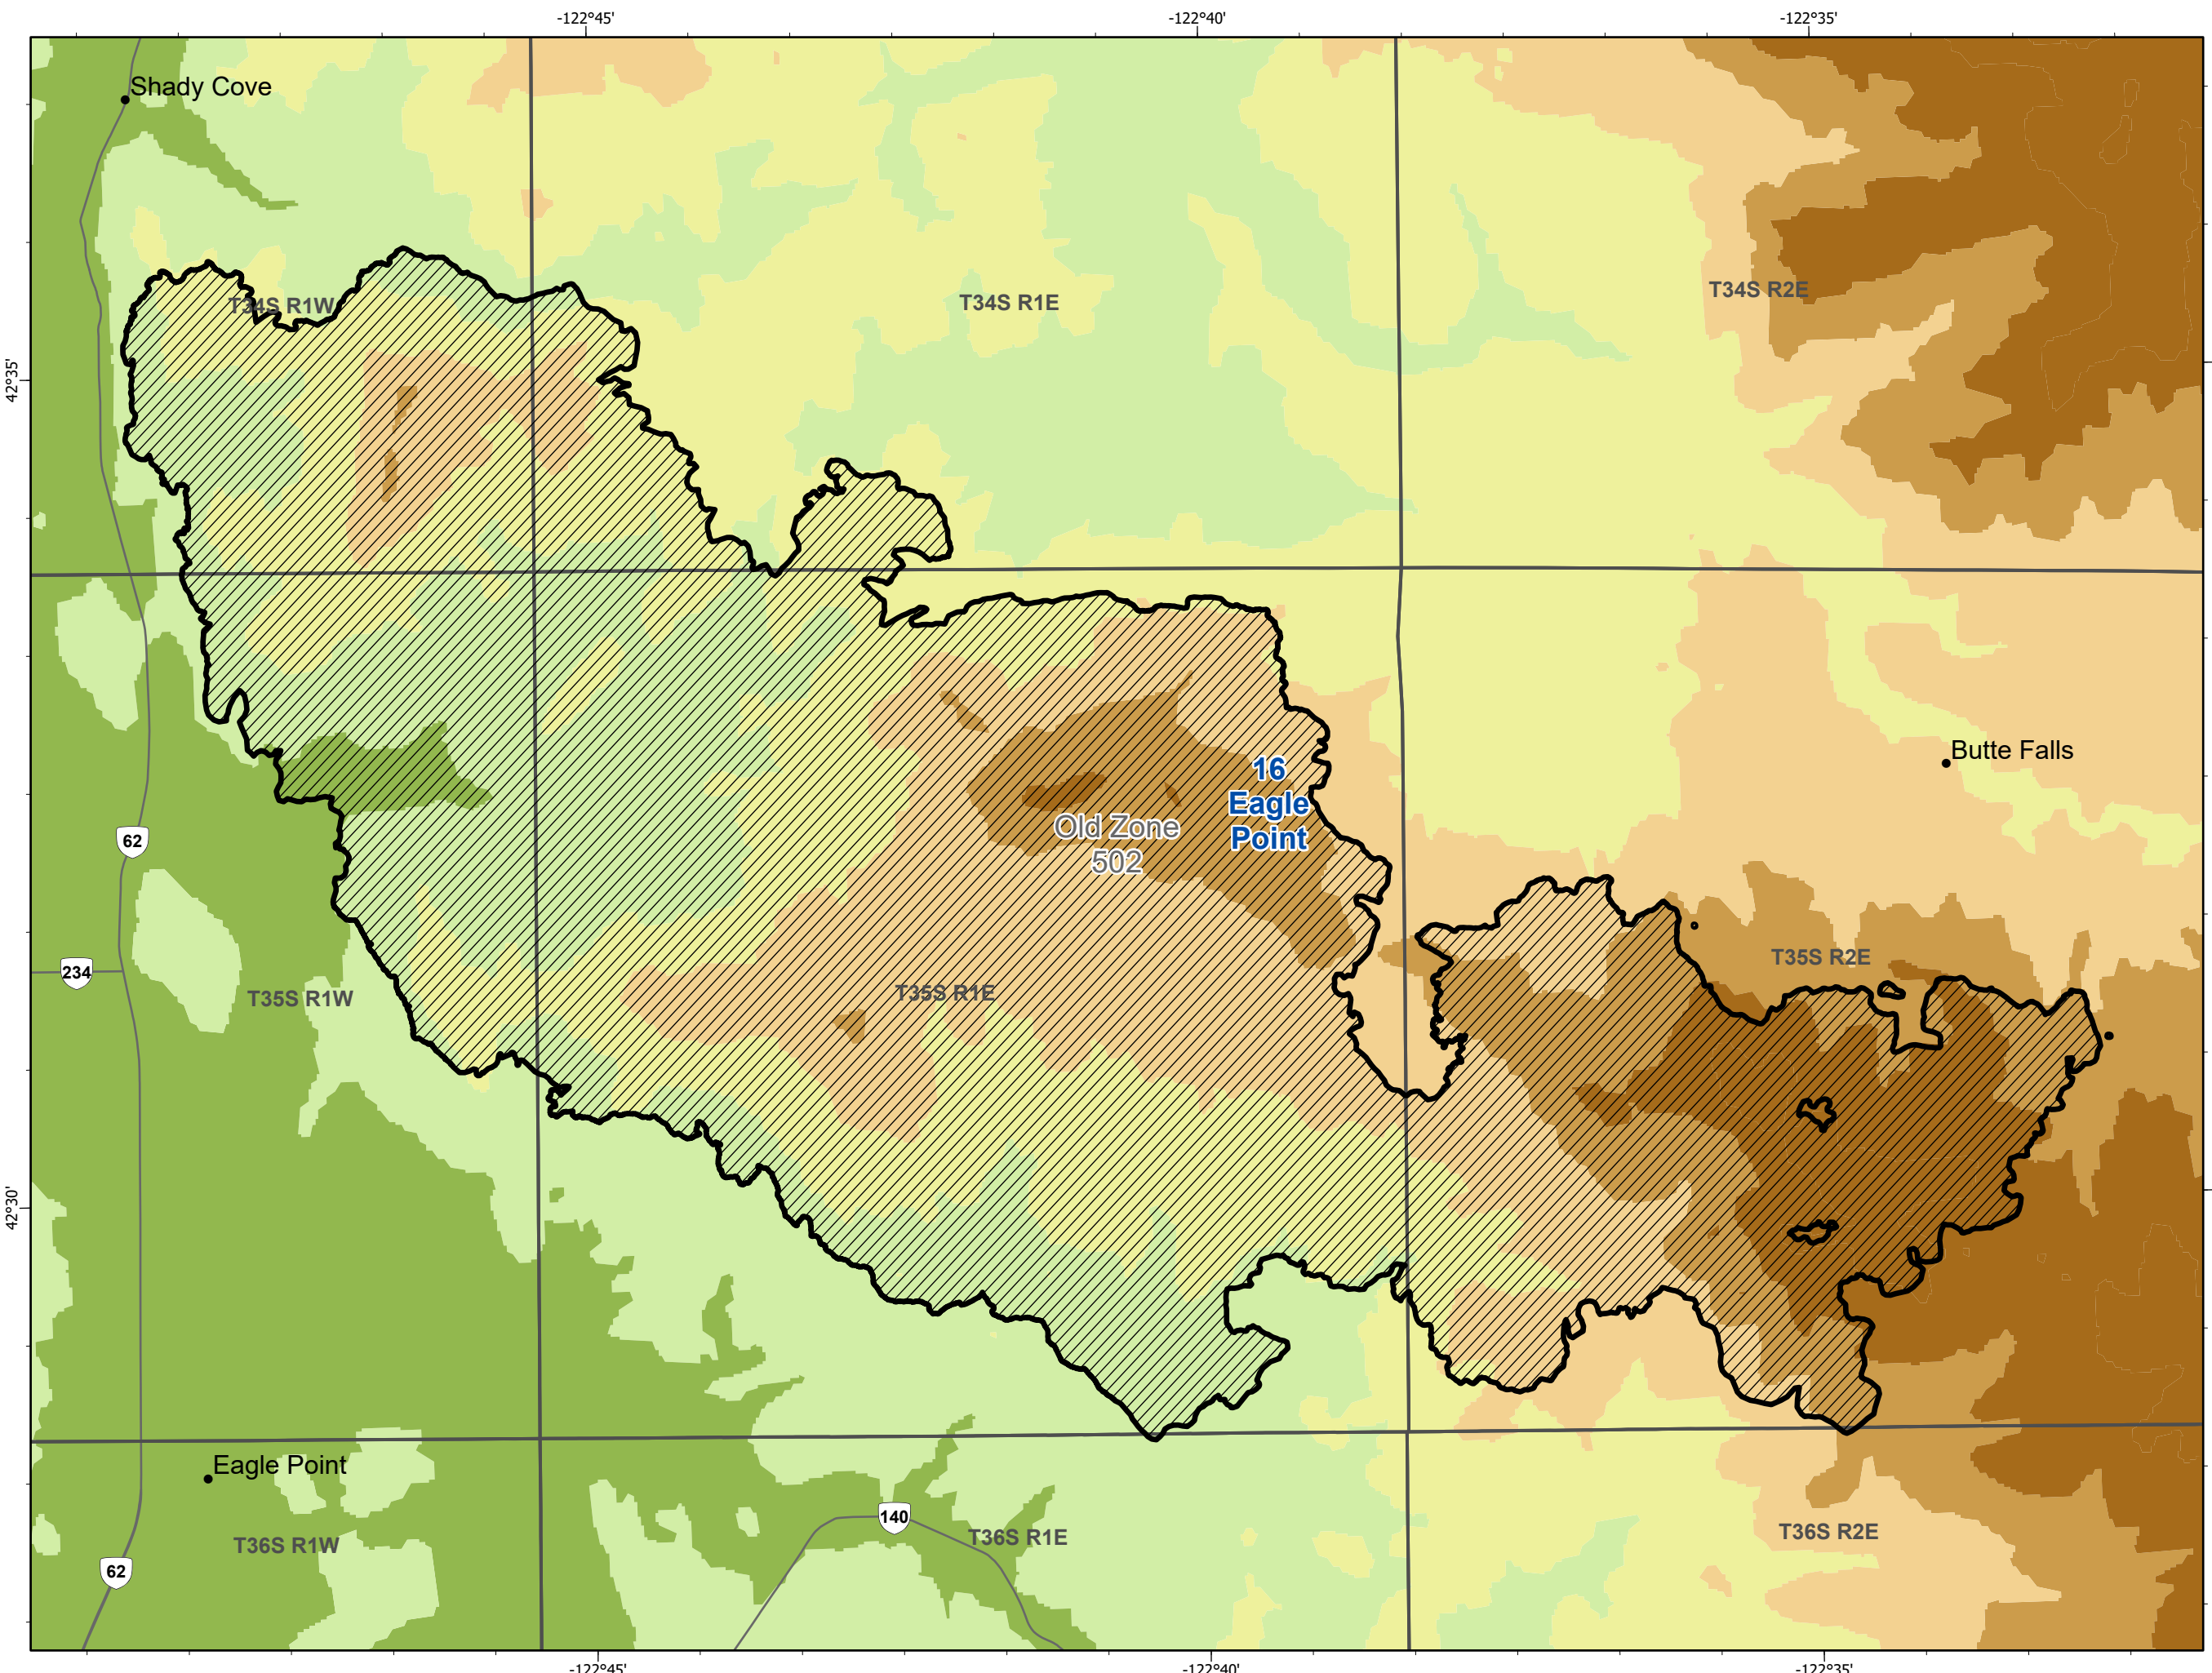 -122°45'
-122°40'
-122°35'
Shady Cove
T34S R1W
T34S R1E
T34S R2E
42°35'
Butte Falls
16
Eagle
Point
Old Zone
502
62
234
T35S R1W
T35S R1E
T35S R2E
42°30'
Eagle Point
140
T36S R1W
T36S R1E
T36S R2E
62
-122°45'
-122°40'
-122°35'